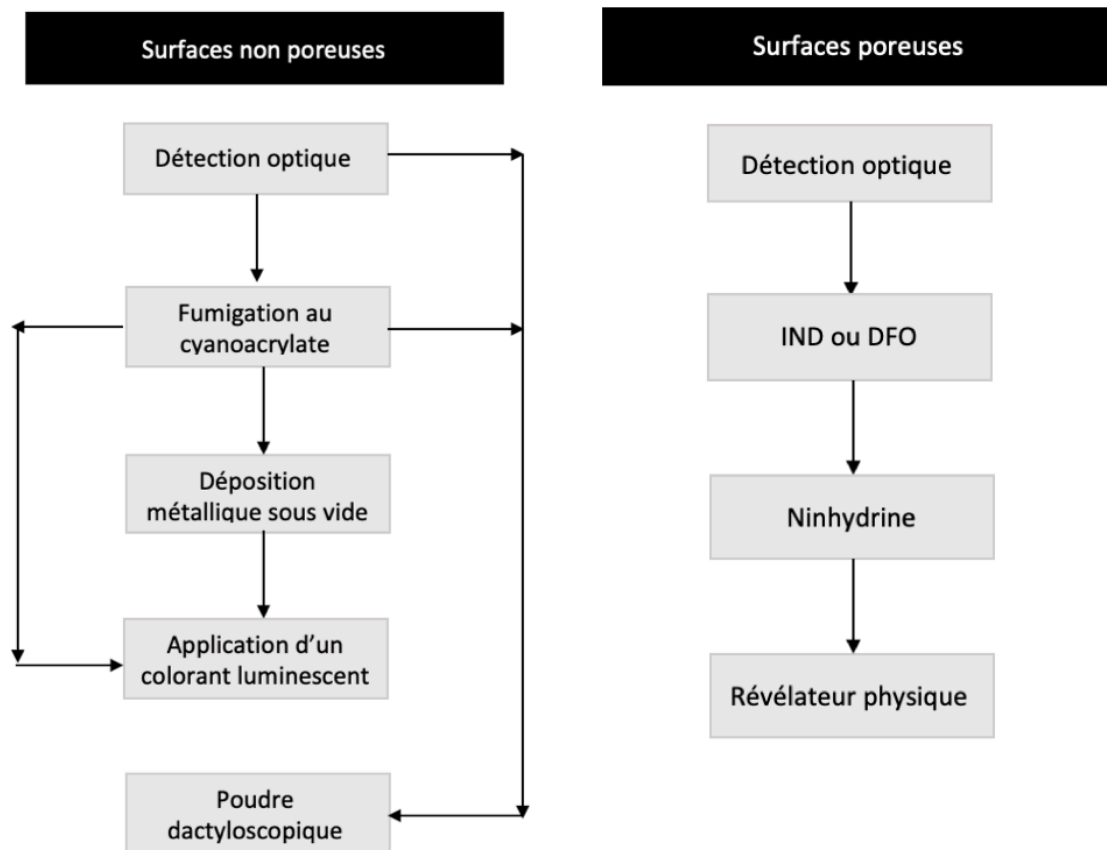 Surfaces non poreuses
Détection optique
Fumigation au
cyanoacrylate
Déposition
métallique sous vide
Application d'un
colorant luminescent
Poudre
dactyloscopique
Surfaces poreuses
Détection optique
IND ou DFO
Ninhydrine
Révélateur physique